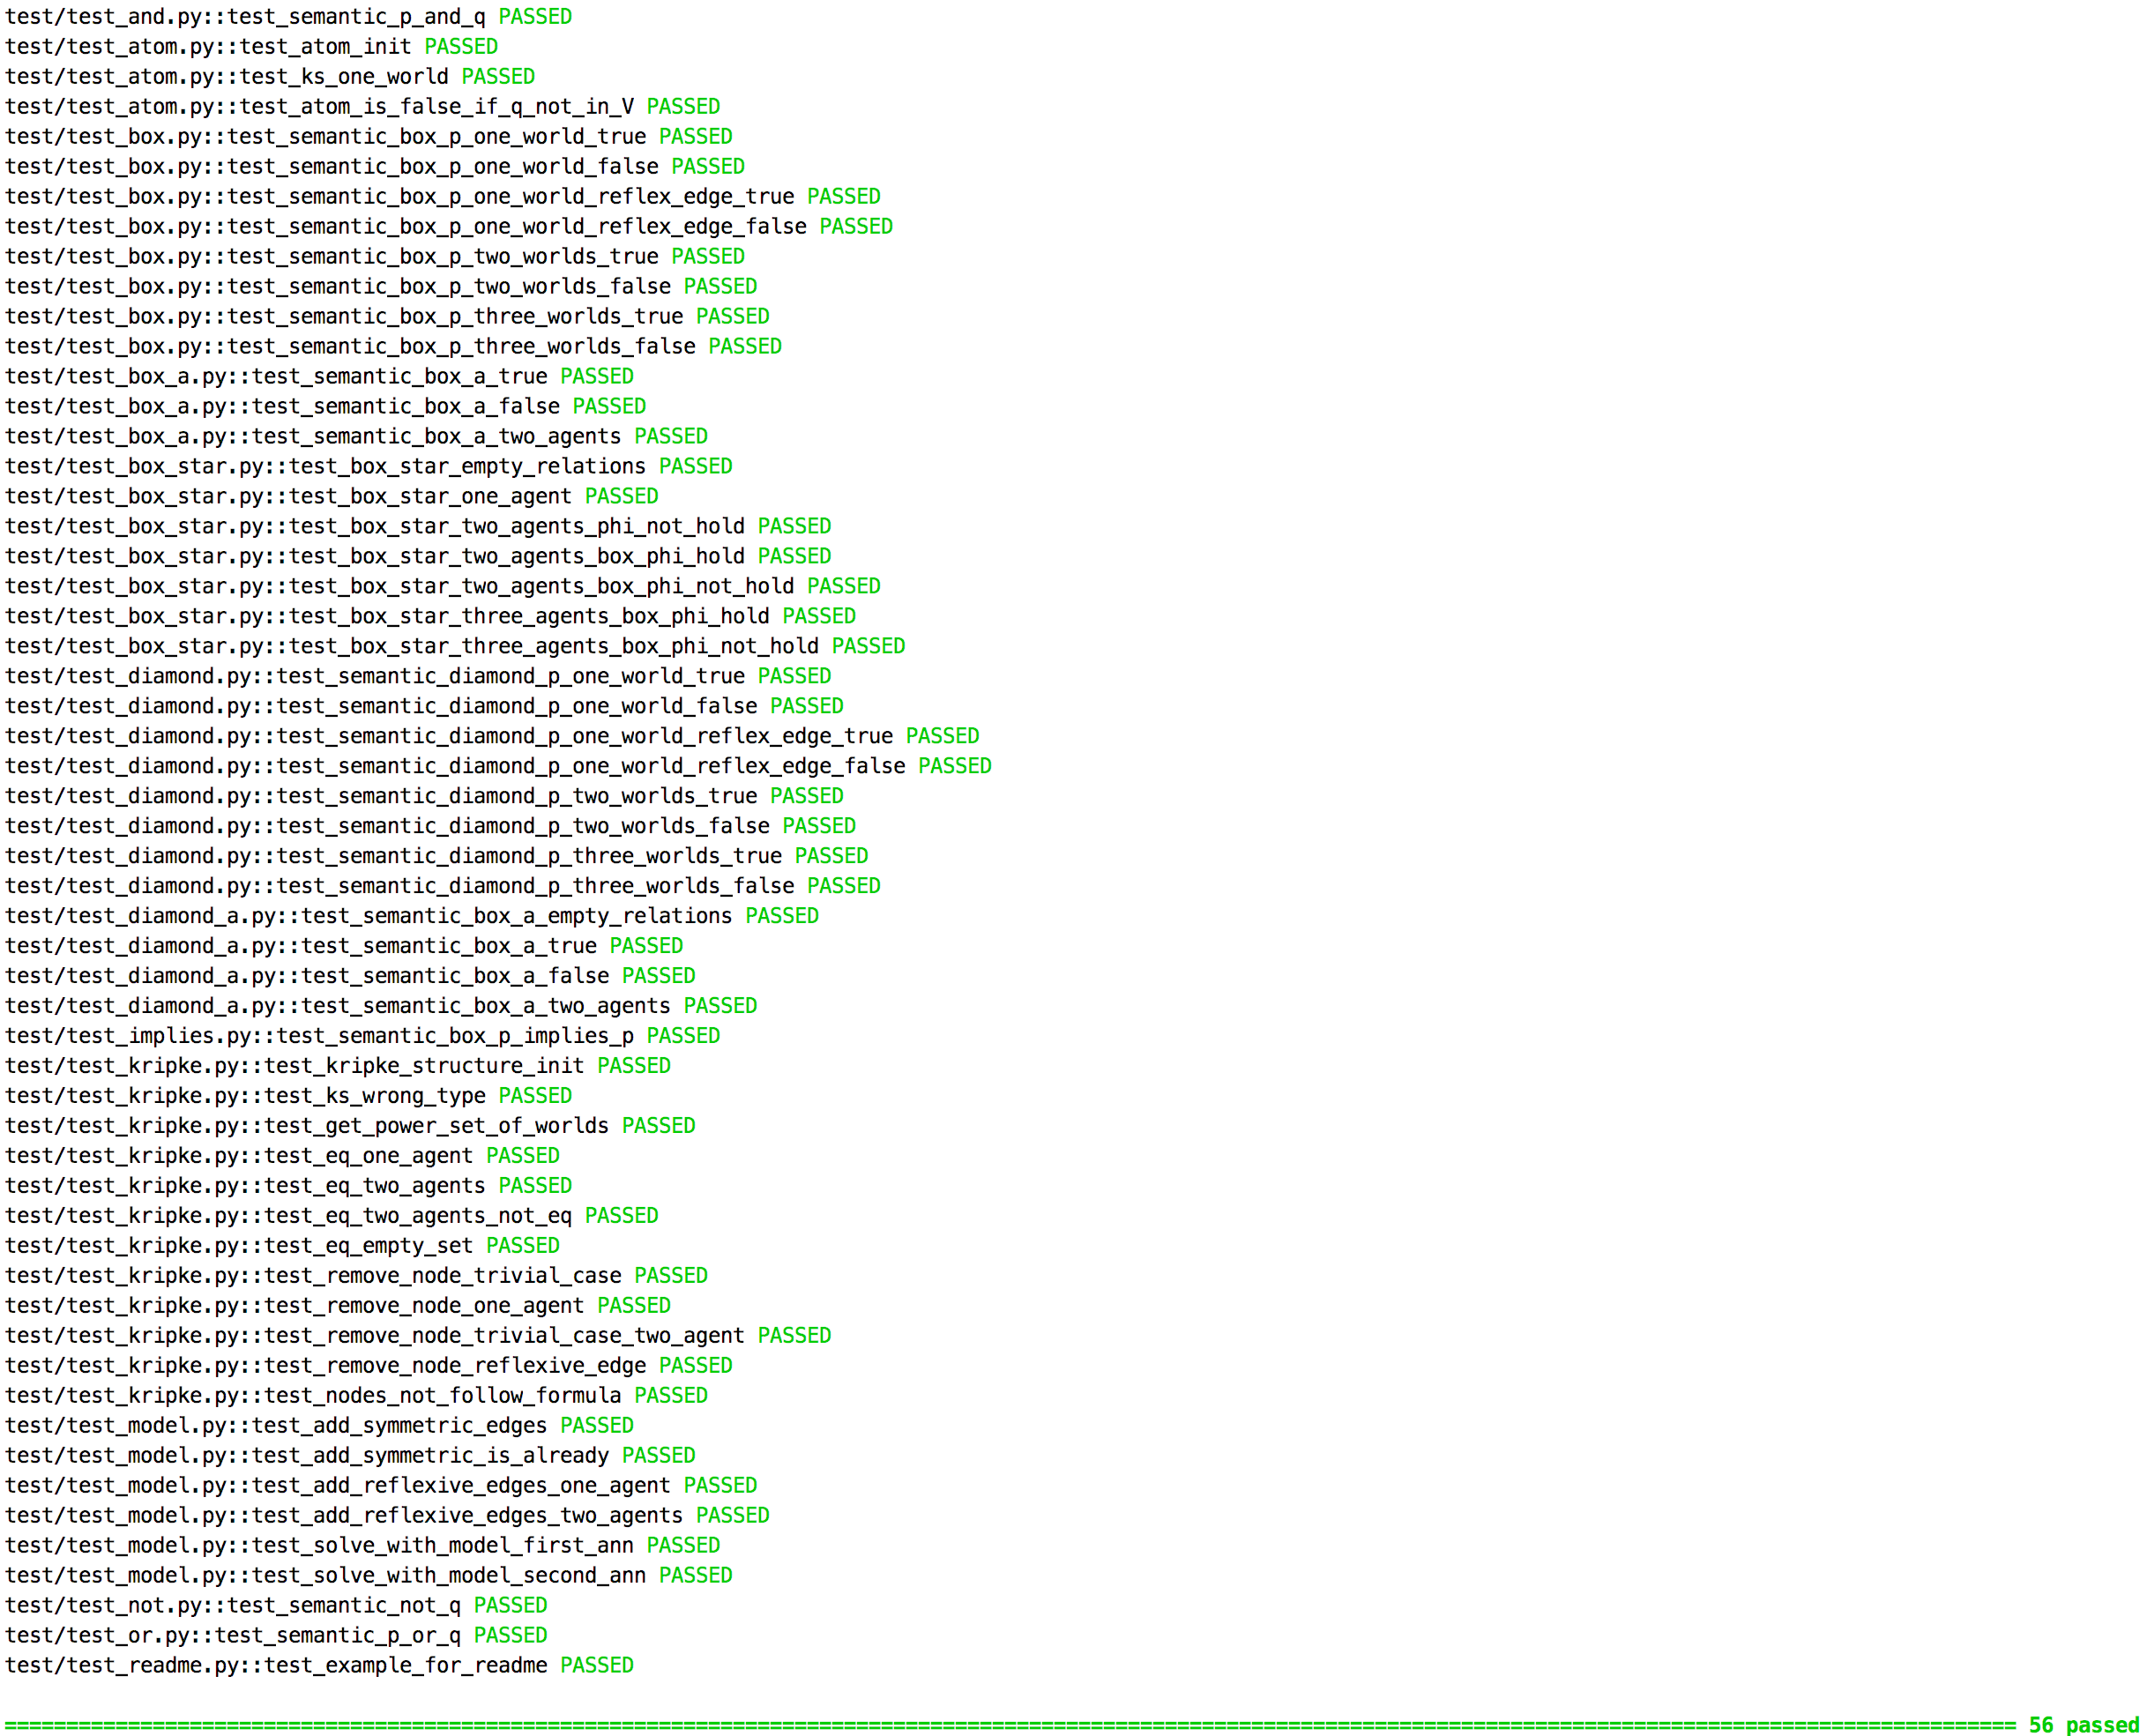 test/test_and.py::test_semantic_p_and_q PASSED
test/test_atom.py::test_atom_init PASSED
test/test_atom.py::test_ks_one_world PASSED
test/test_atom.py::test_atom_is_false_if_q_not_in_V PASSED
test/test_box.py::test_semantic_box_p_one_world_true PASSED
test/test_box.py::test_semantic_box_p_one_world_false PASSED
test/test_box.py::test_semantic_box_p_one_world_reflex_edge_true PASSED
test/test_box.py::test_semantic_box_p_one_world_reflex_edge_false PASSED
test/test_box.py::test_semantic_box_p_two_worlds_true PASSED
test/test_box.py::test_semantic_box_p_two_worlds_false PASSED
test/test_box.py::test_semantic_box_p_three_worlds_true PASSED
test/test_box.py::test_semantic_box_p_three_worlds_false PASSED
test/test_box_a.py::test_semantic_box_a_true PASSED
test/test_box_a.py::test_semantic_box_a_false PASSED
test/test_box_a.py::test_semantic_box_a_two_agents PASSED
test/test_box_star.py::test_box_star_empty_relations PASSED
test/test_box_star.py::test_box_star_one_agent PASSED
test/test_box_star.py::test_box_star_two_agents_phi_not_hold PASSED
test/test_box_star.py::test_box_star_two_agents_box_phi_hold PASSED
test/test_box_star.py::test_box_star_two_agents_box_phi_not_hold PASSED
test/test_box_star.py::test_box_star_three_agents_box_phi_hold PASSED
test/test_box_star.py::test_box_star_three_agents_box_phi_not_hold PASSED
test/test_diamond.py::test_semantic_diamond_p_one_world_true PASSED
test/test_diamond.py::test_semantic_diamond_p_one_world_false PASSED
test/test_diamond.py::test_semantic_diamond_p_one_world_reflex_edge_true PASSED
test/test_diamond.py::test_semantic_diamond_p_one_world_reflex_edge_false PASSED
test/test_diamond.py::test_semantic_diamond_p_two_worlds_true PASSED
test/test_diamond.py::test_semantic_diamond_p_two_worlds_false PASSED
test/test_diamond.py::test_semantic_diamond_p_three_worlds_true PASSED
test/test_diamond.py::test_semantic_diamond_p_three_worlds_false PASSED
test/test_diamond_a.py::test_semantic_box_a_empty_relations PASSED
test/test_diamond_a.py::test_semantic_box_a_true PASSED
test/test_diamond_a.py::test_semantic_box_a_false PASSED
test/test_diamond_a.py::test_semantic_box_a_two_agents PASSED
test/test_implies.py::test_semantic_box_p_implies_p PASSED
test/test_kripke.py::test_kripke_structure_init PASSED
test/test_kripke.py::test_ks_wrong_type PASSED
test/test_kripke.py::test_get_power_set_of_worlds PASSED
test/test_kripke.py::test_eq_one_agent PASSED
test/test_kripke.py::test_eq_two_agents PASSED
test/test_kripke.py::test_eq_two_agents_not_eq PASSED
test/test_kripke.py::test_eq_empty_set PASSED
test/test_kripke.py::test_remove_node_trivial_case PASSED
test/test_kripke.py::test_remove_node_one_agent PASSED
test/test_kripke.py::test_remove_node_trivial_case_two_agent PASSED
test/test_kripke.py::test_remove_node_reflexive_edge PASSED
test/test_kripke.py::test_nodes_not_follow_formula PASSED
test/test_model.py::test_add_symmetric_edges PASSED
test/test_model.py::test_add_symmetric_is_already PASSED
test/test_model.py::test_add_reflexive_edges_one_agent PASSED
test/test_model.py::test_add_reflexive_edges_two_agents PASSED
test/test_model.py::test_solve_with_model_first_ann PASSED
test/test_model.py::test_solve_with_model_second_ann PASSED
test/test_not.py::test_semantic_not_q PASSED
test/test_or.py::test_semantic_p_or_q PASSED
test/test_readme.py::test_example_for_readme PASSED
=================================================================================================================================================================== 56 passed